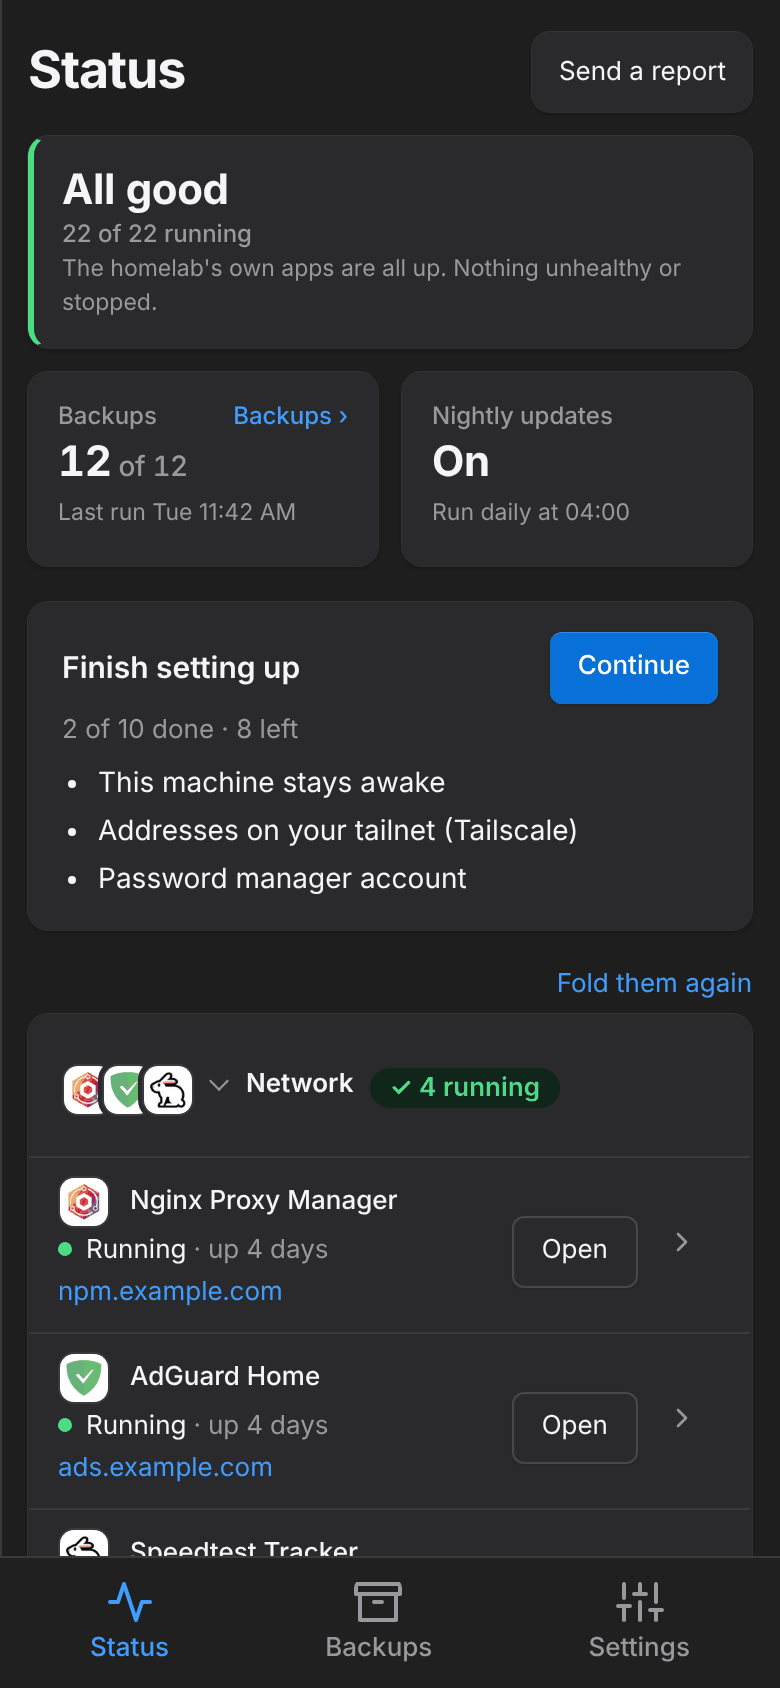 Status
Send a report
All good
22 of 22 running
The homelab's own apps are all up. Nothing unhealthy or
stopped.
Backups
Backups ›
12 of 12
Last run Tue 11:42 AM
Nightly updates
On
Run daily at 04:00
Finish setting up
Continue
2 of 10 done · 8 left
• This machine stays awake
• Addresses on your tailnet (Tailscale)
• Password manager account
Fold them again
Network
✓ 4 running
Nginx Proxy Manager
Running · up 4 days
npm.example.com
Open
AdGuard Home
Running · up 4 days
ads.example.com
Open
Speedtest Tracker
Status
Backups
Settings